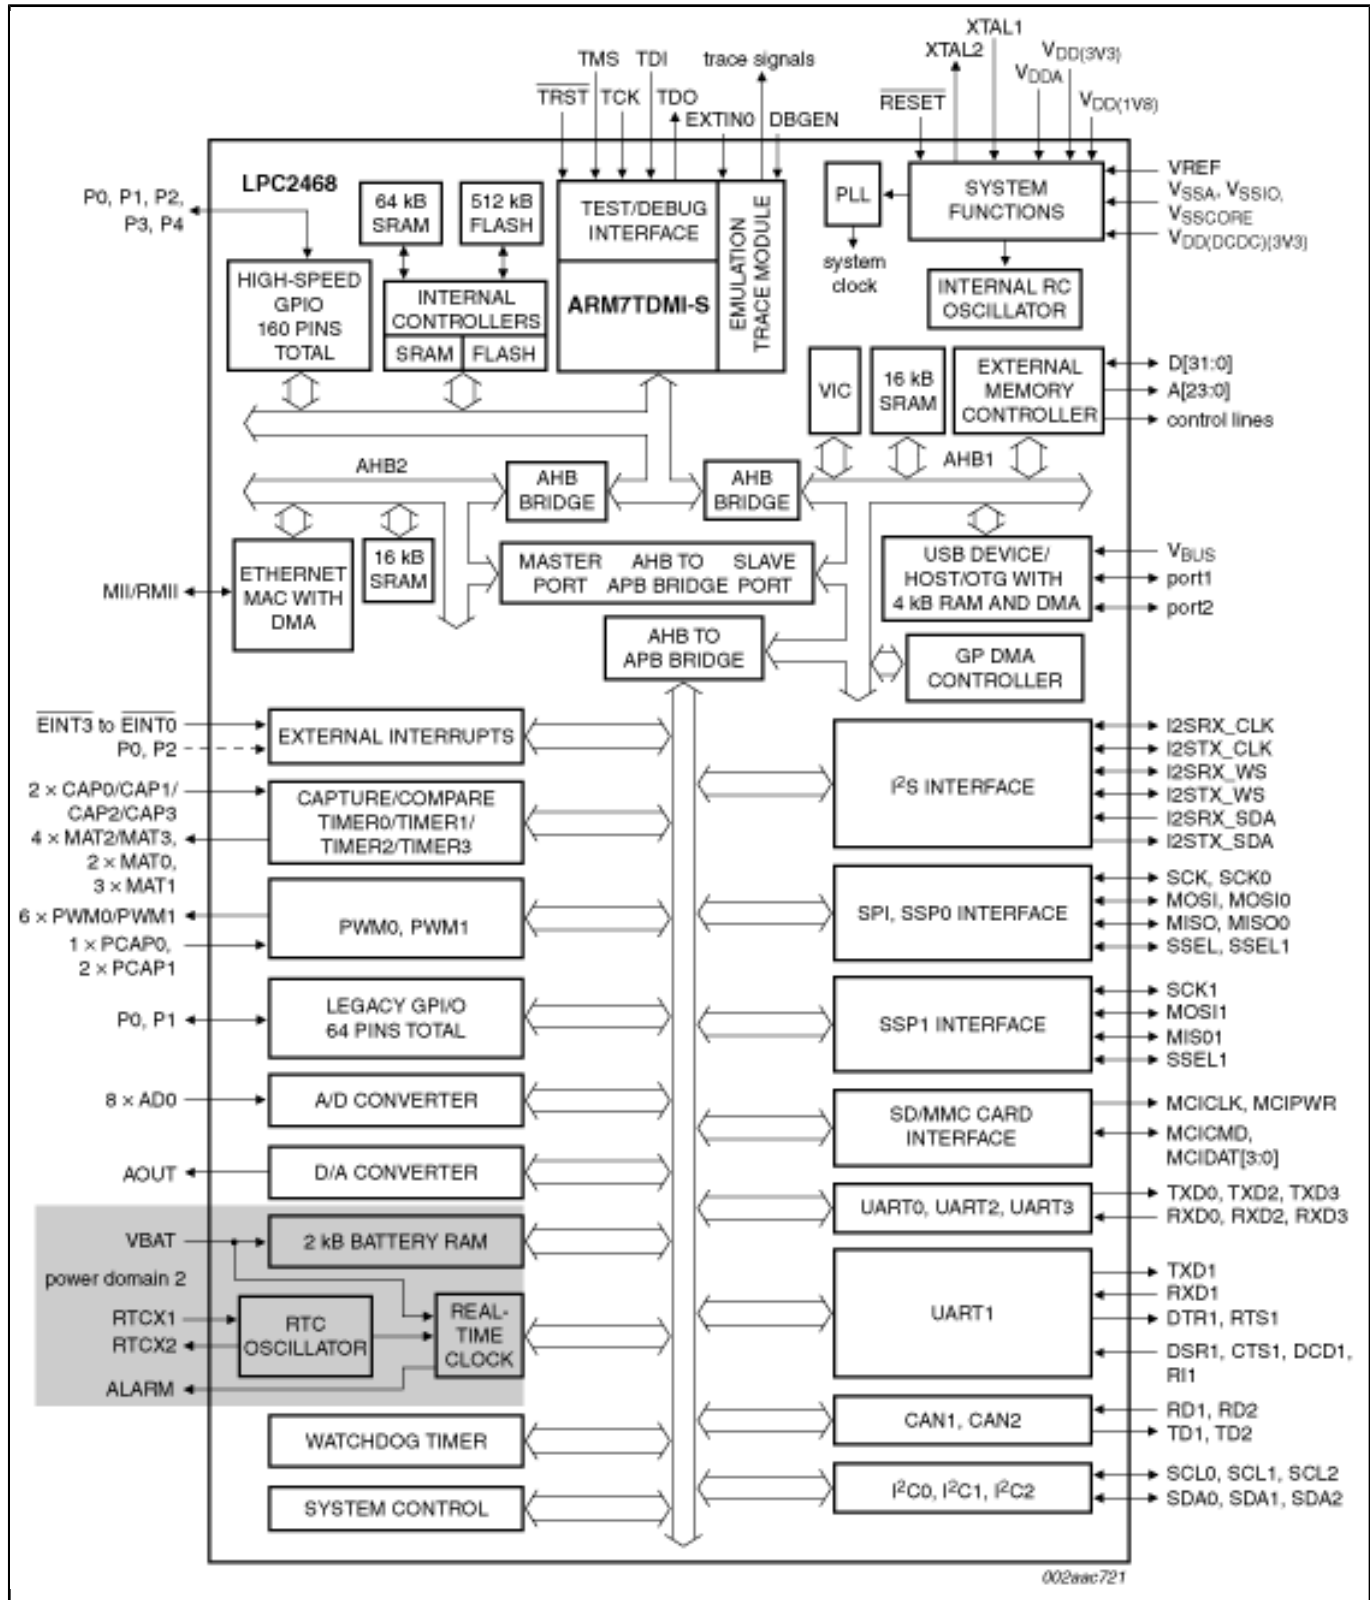 XTAL1
XTAL2
VDD(3V3)
VDDA
VDD(1V8)
TMS TDI
trace signals
TRST TCK TDO
EXTIN0 DBGEN
RESET
LPC2468
P0, P1, P2,
P3, P4
64 kB
SRAM
512 kB
FLASH
TEST/DEBUG
INTERFACE
EMULATION
TRACE MODULE
PLL
SYSTEM
FUNCTIONS
VREF
VSSA, VSSIO,
VSSCORE
VDD(DCDC)(3V3)
system
clock
HIGH-SPEED
GPIO
160 PINS
TOTAL
INTERNAL
CONTROLLERS
SRAM FLASH
ARM7TDMI-S
INTERNAL RC
OSCILLATOR
VIC
16 kB
SRAM
EXTERNAL
MEMORY
CONTROLLER
D[31:0]
A[23:0]
control lines
AHB2
AHB
BRIDGE
AHB
BRIDGE
AHB1
MII/RMII
ETHERNET
MAC WITH
DMA
16 kB
SRAM
MASTER AHB TO SLAVE
PORT APB BRIDGE PORT
USB DEVICE/
HOST/OTG WITH
4 kB RAM AND DMA
VBUS
port1
port2
AHB TO
APB BRIDGE
GP DMA
CONTROLLER
EINT3 to EINT0
P0, P2
EXTERNAL INTERRUPTS
2 × CAP0/CAP1/
CAP2/CAP3
4 × MAT2/MAT3,
2 × MAT0,
3 × MAT1
CAPTURE/COMPARE
TIMER0/TIMER1/
TIMER2/TIMER3
6 × PWM0/PWM1
1 × PCAP0,
2 × PCAP1
PWM0, PWM1
P0, P1
LEGACY GPI/O
64 PINS TOTAL
8 × AD0
A/D CONVERTER
AOUT
D/A CONVERTER
VBAT
2 kB BATTERY RAM
power domain 2
RTCX1
RTCX2
RTC
OSCILLATOR
REAL-
TIME
CLOCK
ALARM
WATCHDOG TIMER
SYSTEM CONTROL
I2S INTERFACE
I2SRX_CLK
I2STX_CLK
I2SRX_WS
I2STX_WS
I2SRX_SDA
I2STX_SDA
SPI, SSP0 INTERFACE
SCK, SCK0
MOSI, MOSI0
MISO, MISO0
SSEL, SSEL1
SSP1 INTERFACE
SCK1
MOSI1
MIS01
SSEL1
SD/MMC CARD
INTERFACE
MCICLK, MCIPWR
MCICMD,
MCIDAT[3:0]
UART0, UART2, UART3
TXD0, TXD2, TXD3
RXD0, RXD2, RXD3
UART1
TXD1
RXD1
DTR1, RTS1
DSR1, CTS1, DCD1,
RI1
CAN1, CAN2
RD1, RD2
TD1, TD2
I2C0, I2C1, I2C2
SCL0, SCL1, SCL2
SDA0, SDA1, SDA2
002aac721